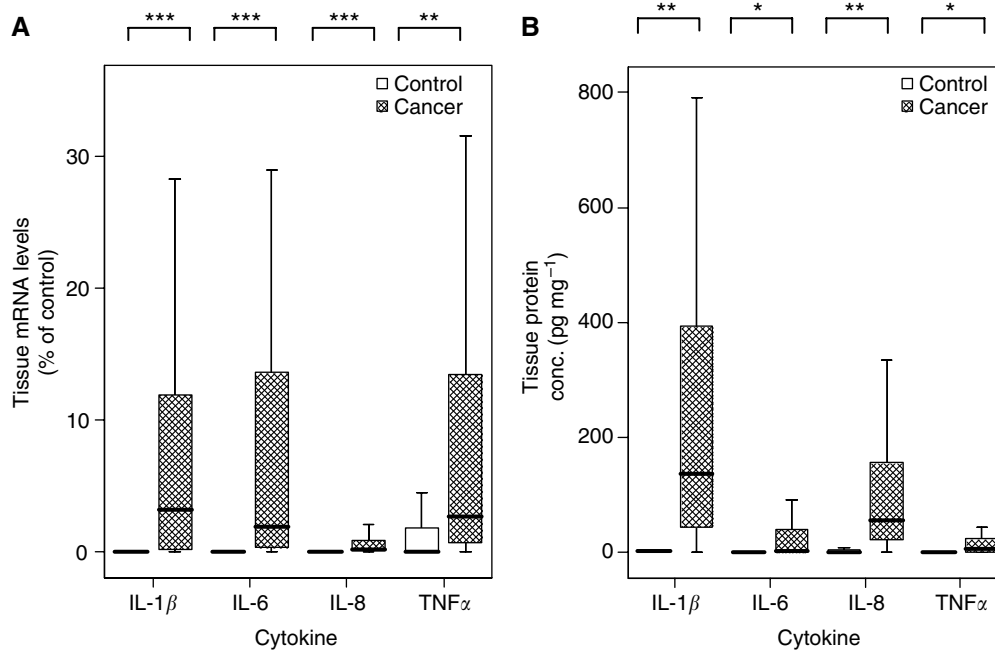 A
*** *** *** **
Control
Cancer
30
20
10
0
Tissue mRNA levels
(% of control)
IL-1β IL-6 IL-8 TNFα
Cytokine
B
** * ** *
Control
Cancer
800
600
400
200
0
Tissue protein
conc. (pg mg⁻¹)
IL-1β IL-6 IL-8 TNFα
Cytokine